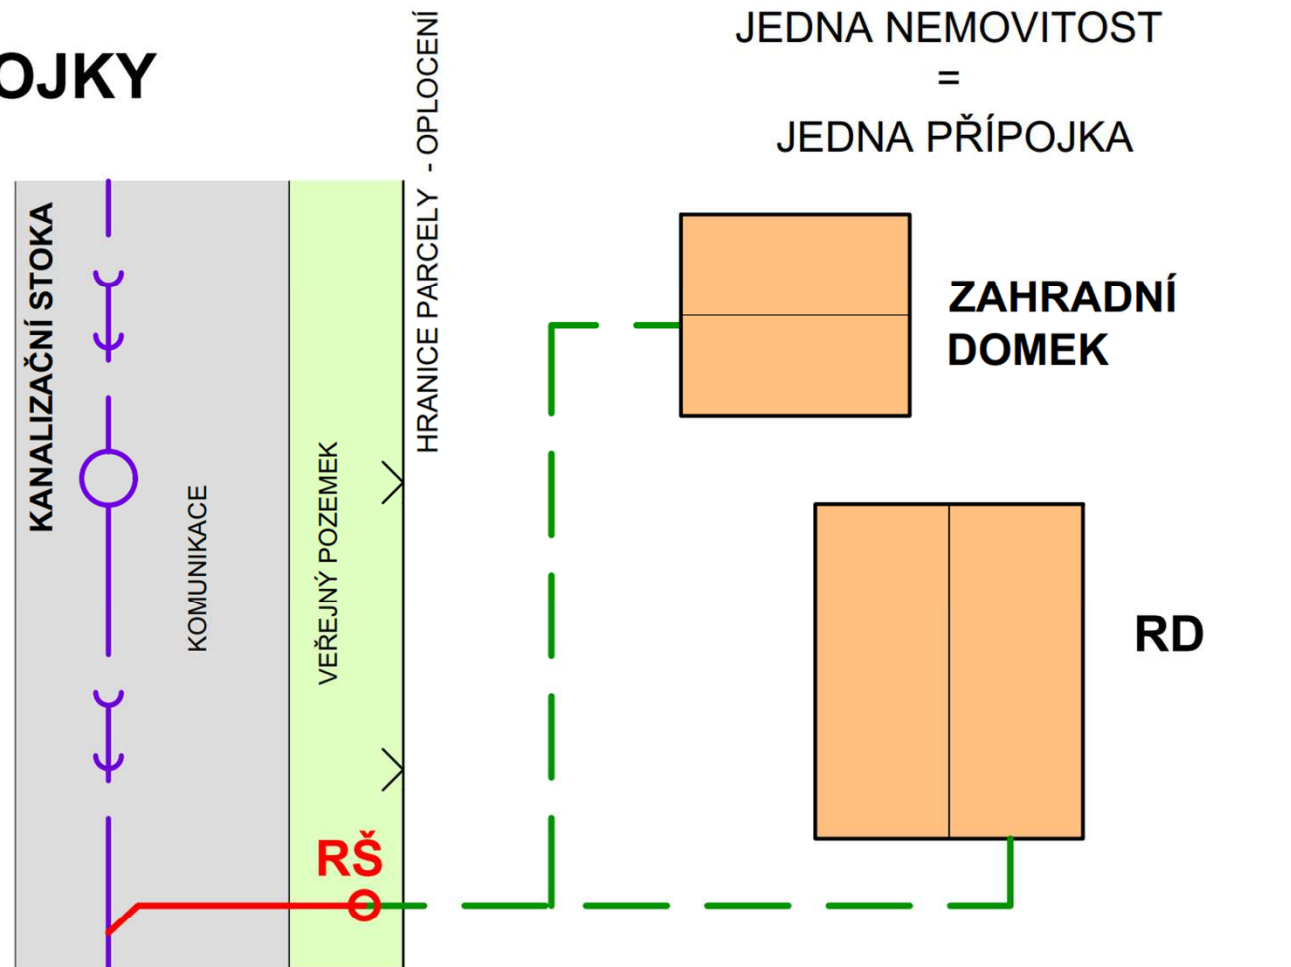 OJKY
JEDNA NEMOVITOST
=
JEDNA PŘÍPOJKA
HRANICE PARCELY - OPLOCENÍ
KANALIZAČNÍ STOKA
KOMUNIKACE
VEŘEJNÝ POZEMEK
ZAHRADNÍ
DOMEK
RD
RŠ